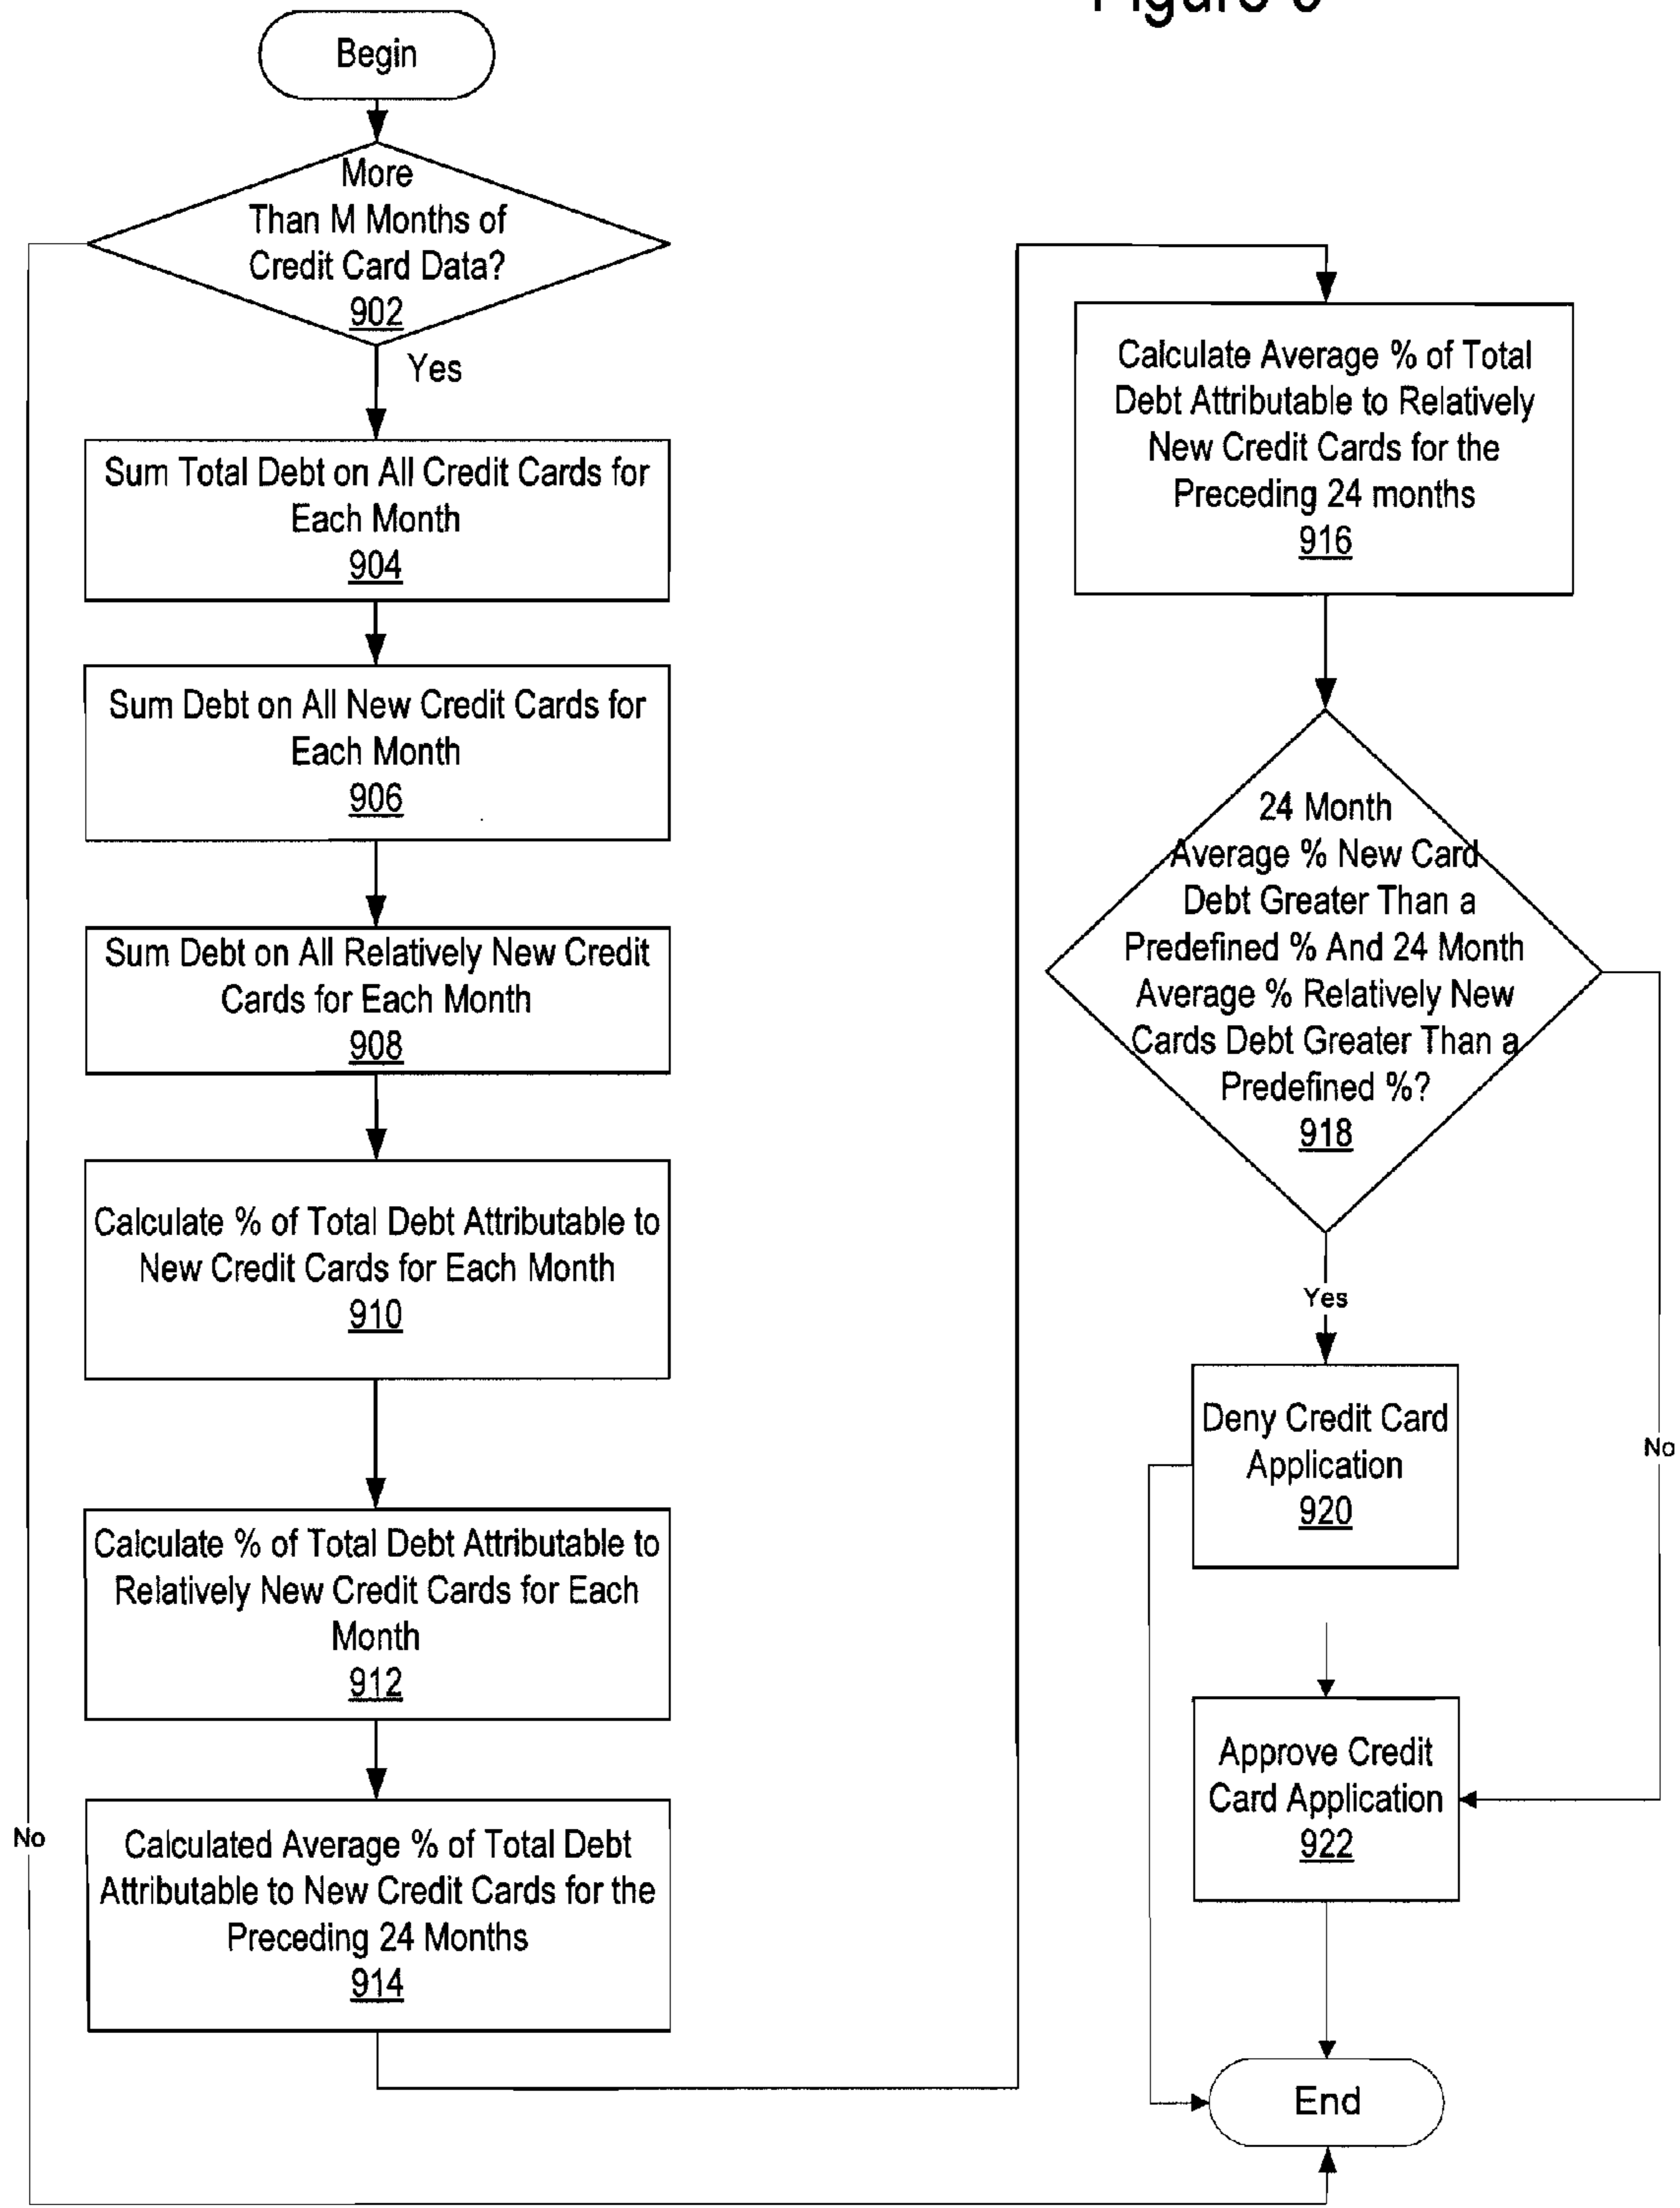 Begin
More
Than M Months of
Credit Card Data?
902
Yes
Sum Total Debt on All Credit Cards for
Each Month
904
Sum Debt on All New Credit Cards for
Each Month
906
Sum Debt on All Relatively New Credit
Cards for Each Month
908
Calculate % of Total Debt Attributable to
New Credit Cards for Each Month
910
Calculate % of Total Debt Attributable to
Relatively New Credit Cards for Each
Month
912
No
Calculated Average % of Total Debt
Attributable to New Credit Cards for the
Preceding 24 Months
914
Calculate Average % of Total
Debt Attributable to Relatively
New Credit Cards for the
Preceding 24 months
916
24 Month
Average % New Card
Debt Greater Than a
Predefined % And 24 Month
Average % Relatively New
Cards Debt Greater Than a
Predefined %?
918
Yes
No
Deny Credit Card
Application
920
Approve Credit
Card Application
922
End